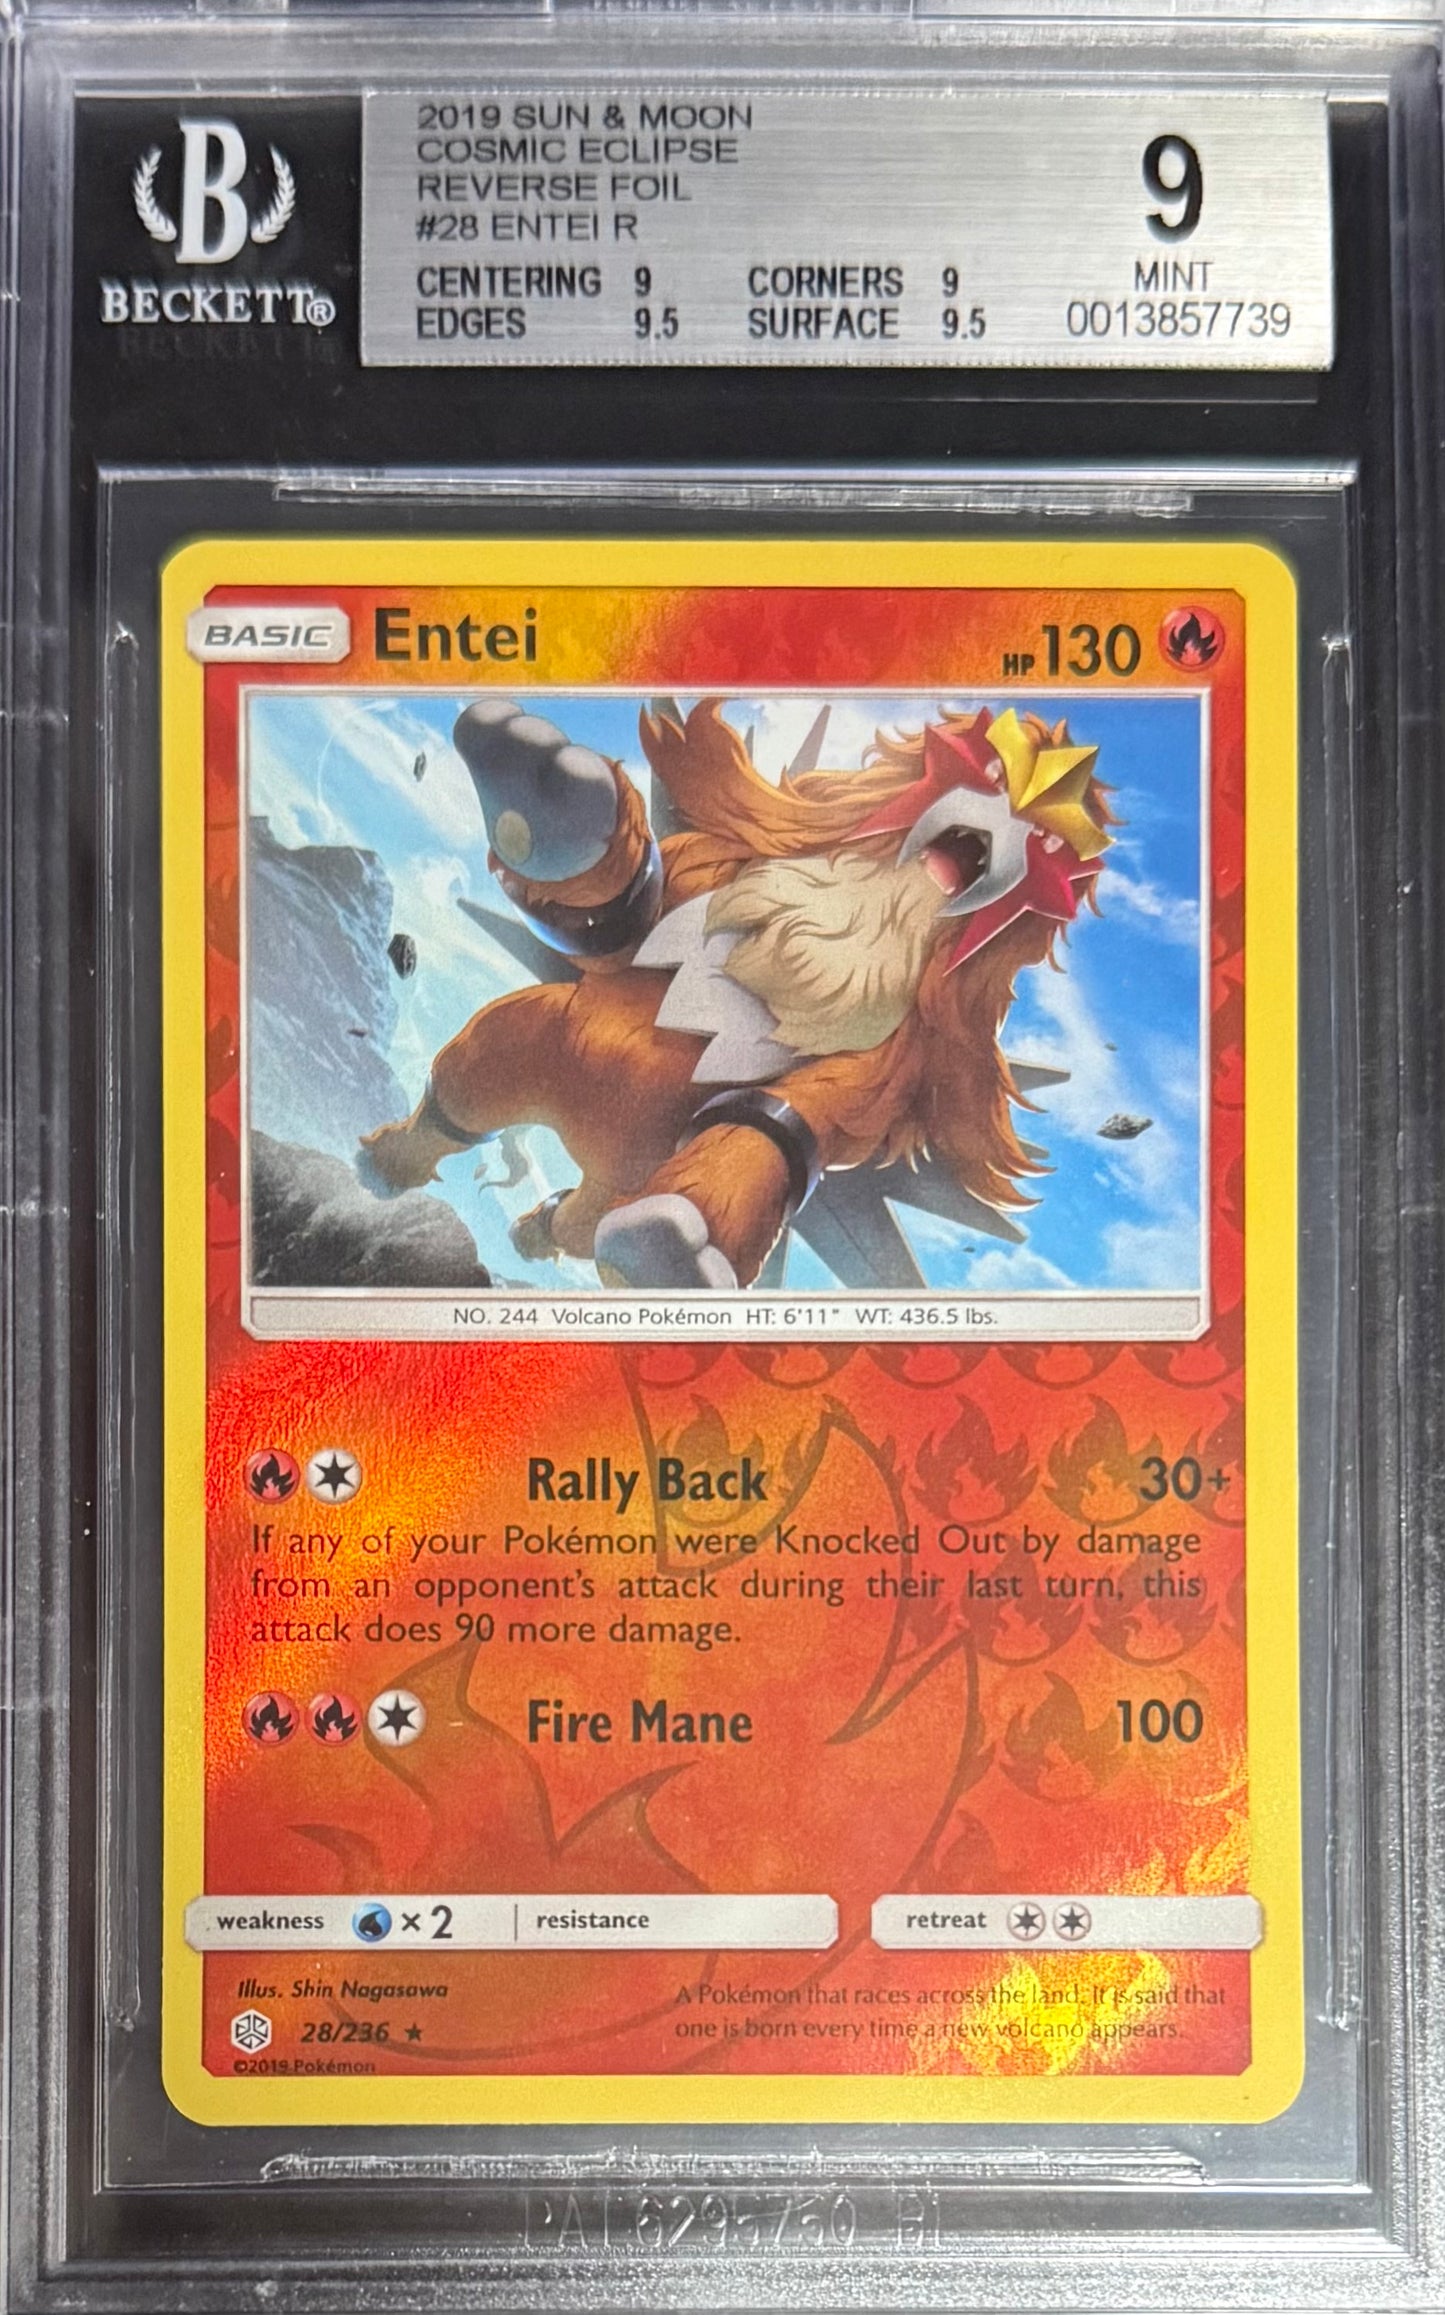 B
BECKETT®
2019 SUN & MOON
COSMIC ECLIPSE
REVERSE FOIL
#28 ENTEI R
CENTERING 9 CORNERS 9
EDGES 9.5 SURFACE 9.5
9
MINT
0013857739
BASIC Entei HP 130
NO. 244 Volcano Pokémon HT: 6'11" WT: 436.5 lbs.
Rally Back 30+
If any of your Pokémon were Knocked Out by damage
from an opponent's attack during their last turn, this
attack does 90 more damage.
Fire Mane 100
weakness ×2 resistance retreat
Illus. Shin Nagasawa
28/236 ★
©2019 Pokémon
A Pokémon that races across the land. It is said that
one is born every time a new volcano appears.